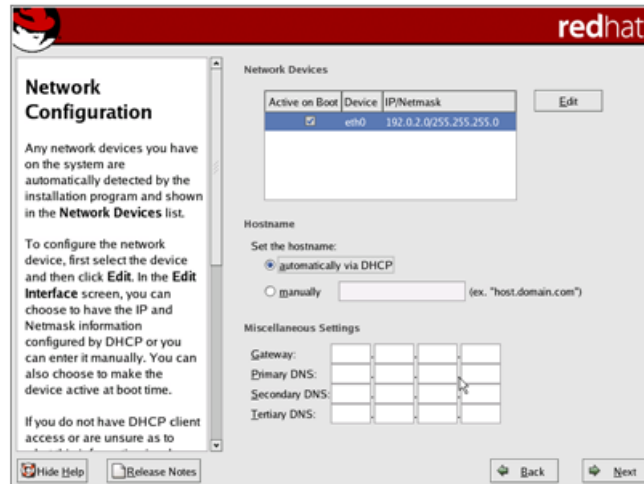 redhat
Network
Configuration
Any network devices you have
on the system are
automatically detected by the
installation program and shown
in the Network Devices list.
To configure the network
device, first select the device
and then click Edit. In the Edit
Interface screen, you can
choose to have the IP and
Netmask information
configured by DHCP or you
can enter it manually. You can
also choose to make the
device active at boot time.
If you do not have DHCP client
access or are unsure as to
Network Devices
Active on Boot Device IP/Netmask
eth0 192.0.2.0/255.255.255.0
Edit
Hostname
Set the hostname:
automatically via DHCP
manually (ex. "host.domain.com")
Miscellaneous Settings
Gateway:
Primary DNS:
Secondary DNS:
Tertiary DNS:
Hide Help Release Notes Back Next